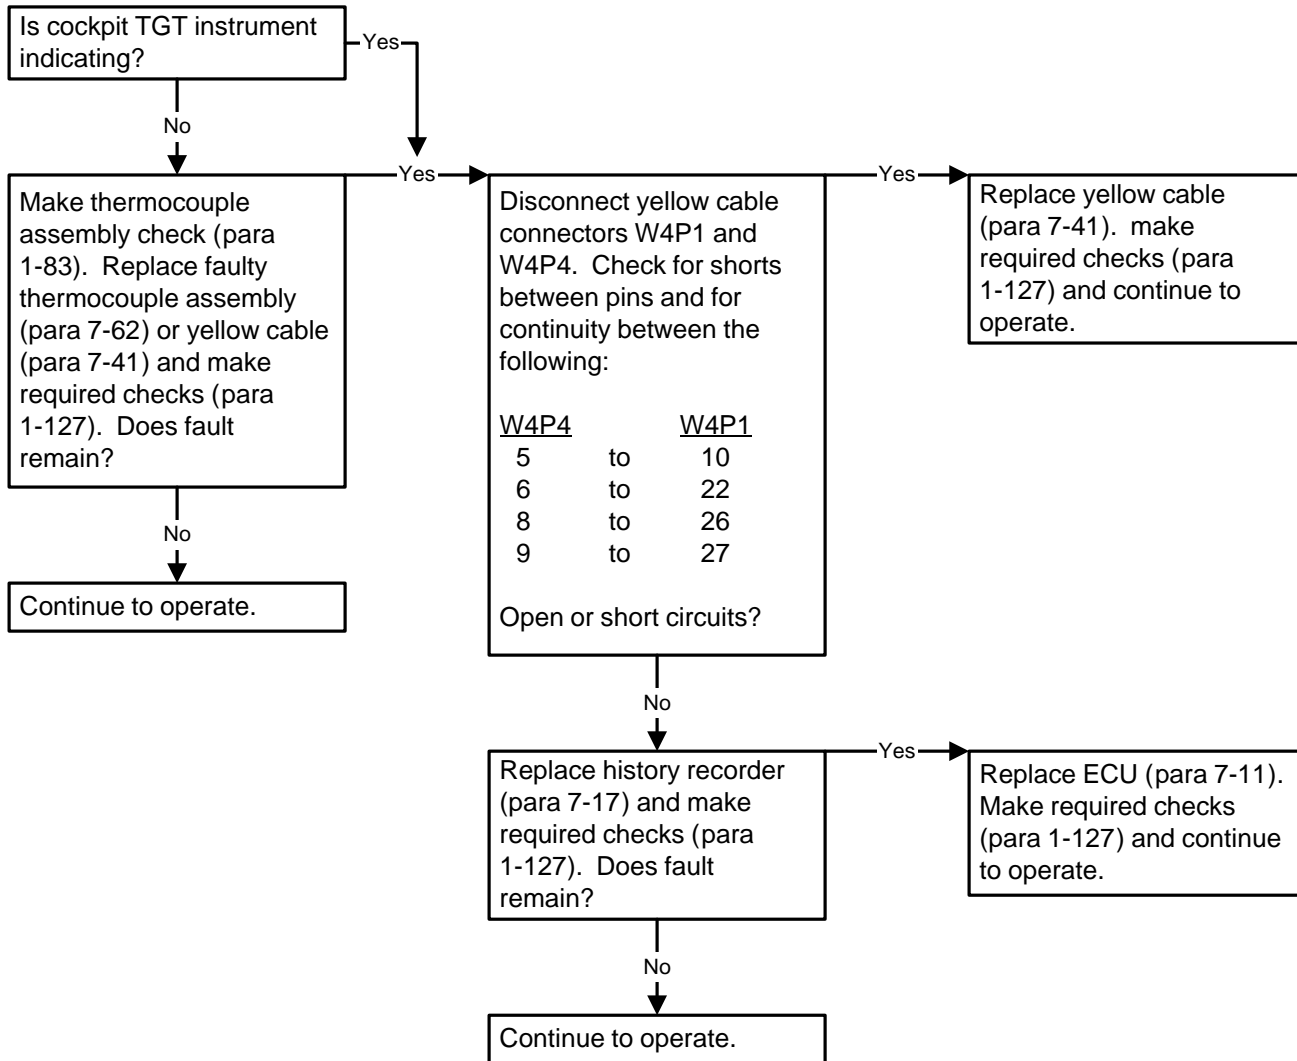 Is cockpit TGT instrument
indicating?
Yes
No
Make thermocouple
assembly check (para
1-83).  Replace faulty
thermocouple assembly
(para 7-62) or yellow cable
(para 7-41) and make
required checks (para
1-127).  Does fault
remain?
Yes
No
Continue to operate.
Disconnect yellow cable
connectors W4P1 and
W4P4.  Check for shorts
between pins and for
continuity between the
following:
W4P4 W4P1
5 to 10
6 to 22
8 to 26
9 to 27
Open or short circuits?
Yes
Replace yellow cable
(para 7-41).  make
required checks (para
1-127) and continue to
operate.
No
Replace history recorder
(para 7-17) and make
required checks (para
1-127).  Does fault
remain?
Yes
Replace ECU (para 7-11).
Make required checks
(para 1-127) and continue
to operate.
No
Continue to operate.